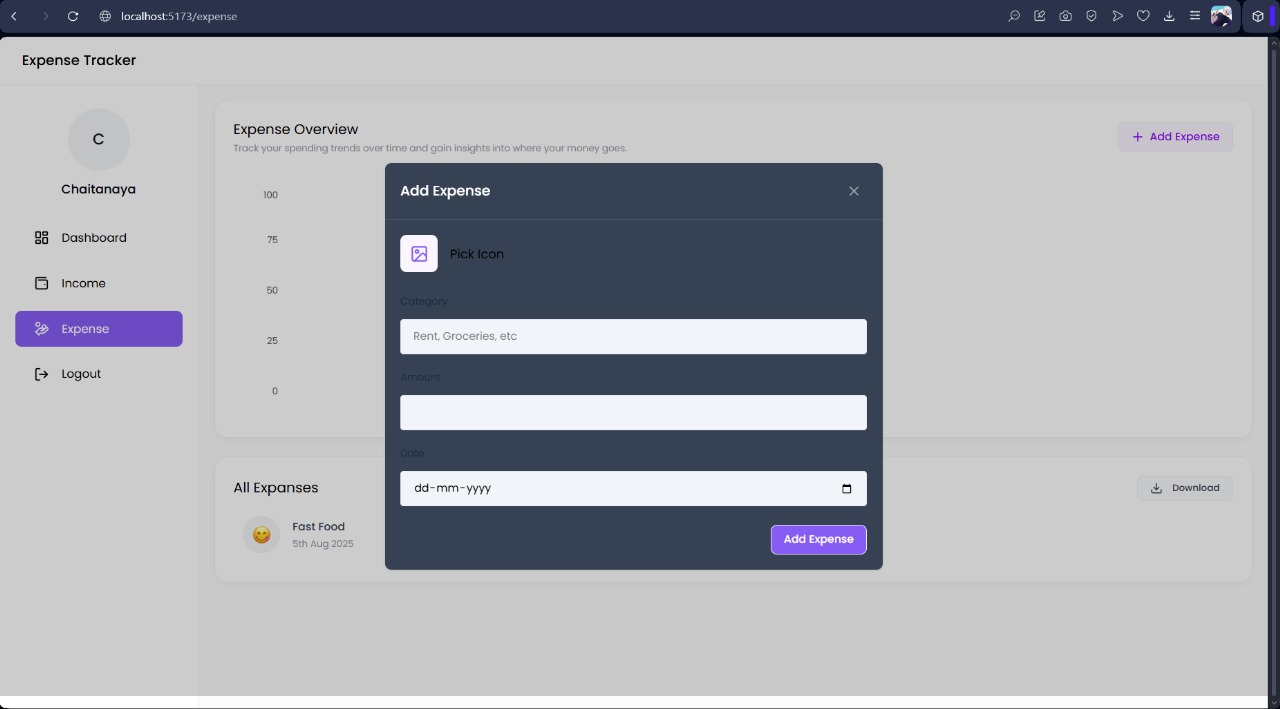 localhost:5173/expense
Expense Tracker
C
Chaitanaya
Dashboard
Income
Expense
Logout
Expense Overview
Track your spending trends over time and gain insights into where your money goes.
Add Expense
100
75
50
25
0
Add Expense
Pick Icon
Category
Rent, Groceries, etc
Amount
Date
dd-mm-yyyy
Add Expense
All Expanses
Download
Fast Food
5th Aug 2025